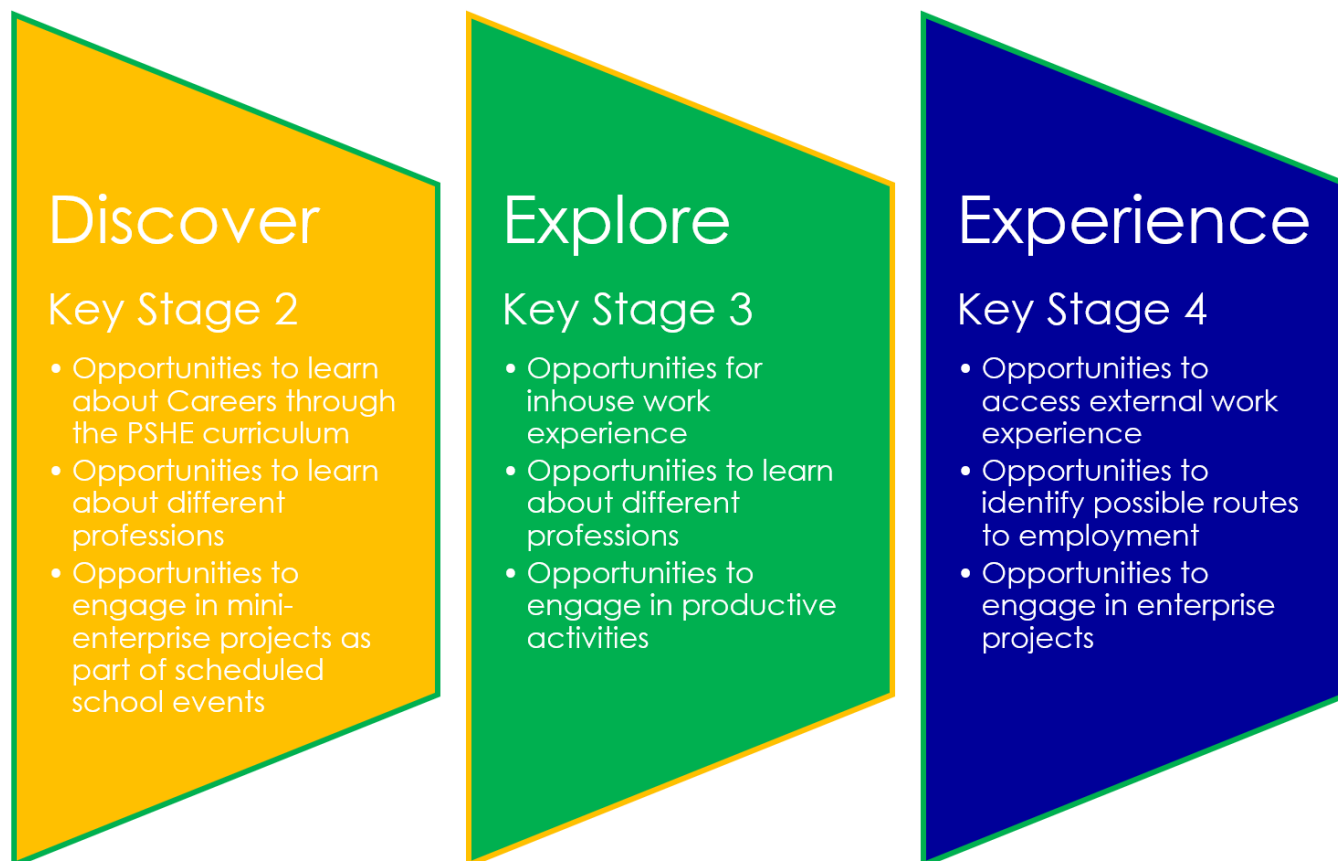 Discover
Key Stage 2
• Opportunities to learn
about Careers through
the PSHE curriculum
• Opportunities to learn
about different
professions
• Opportunities to
engage in mini-
enterprise projects as
part of scheduled
school events
Explore
Key Stage 3
• Opportunities for
inhouse work
experience
• Opportunities to learn
about different
professions
• Opportunities to
engage in productive
activities
Experience
Key Stage 4
• Opportunities to
access external work
experience
• Opportunities to
identify possible routes
to employment
• Opportunities to
engage in enterprise
projects